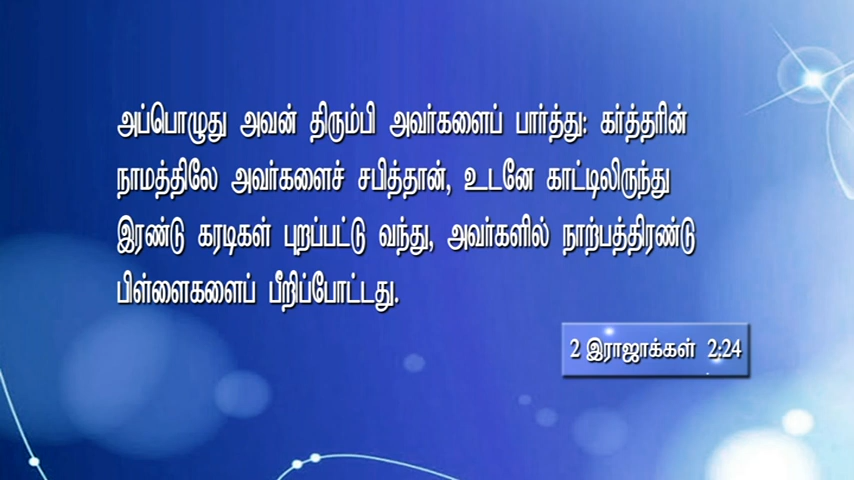 அப்பொழுது அவன் திரும்பி அவர்களைப் பார்த்து: கர்த்தரின்
நாமத்திலே அவர்களைச் சபித்தான், உடனே காட்டிலிருந்து
இரண்டு கரடிகள் புறப்பட்டு வந்து, அவர்களில் நாற்பத்திரண்டு
பிள்ளைகளைப் பீறிப்போட்டது.
2 இராஜாக்கள் 2:24